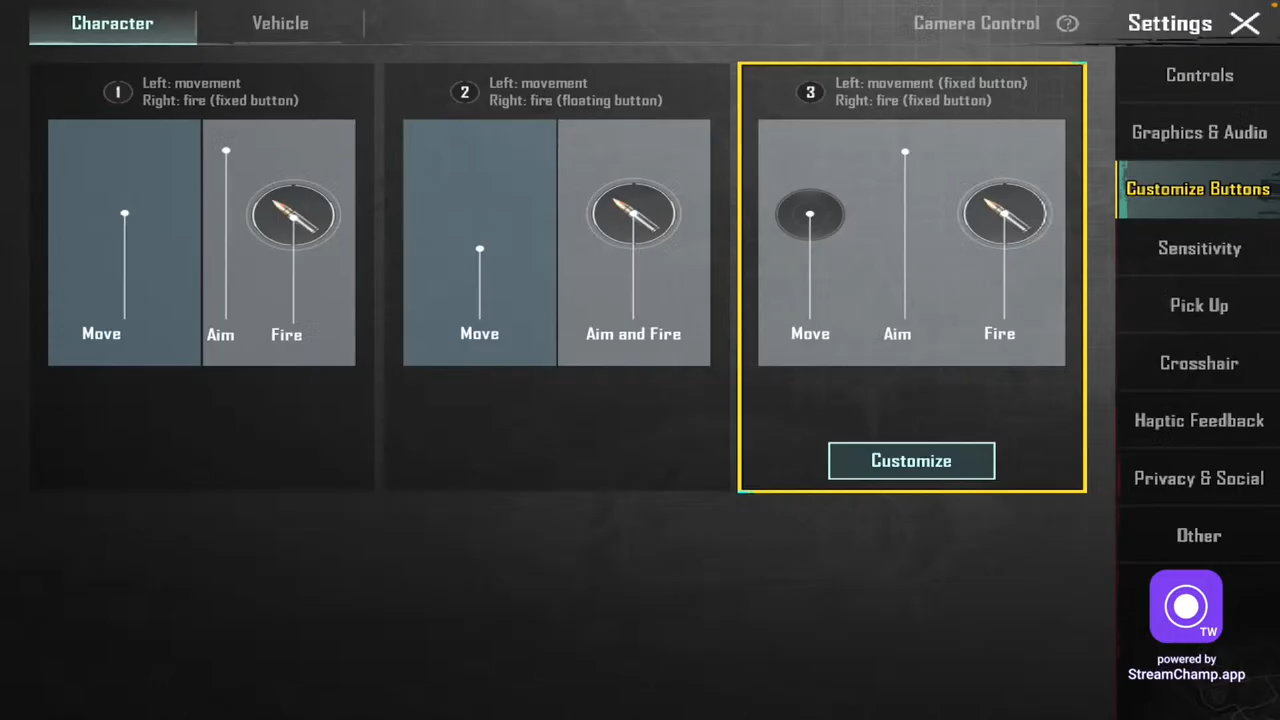 Character
Vehicle
Camera Control ?
Settings
1
Left: movement
Right: fire (fixed button)
Move
Aim
Fire
2
Left: movement
Right: fire (floating button)
Move
Aim and Fire
3
Left: movement (fixed button)
Right: fire (fixed button)
Move
Aim
Fire
Customize
Controls
Graphics & Audio
Customize Buttons
Sensitivity
Pick Up
Crosshair
Haptic Feedback
Privacy & Social
Other
TW
powered by
StreamChamp.app